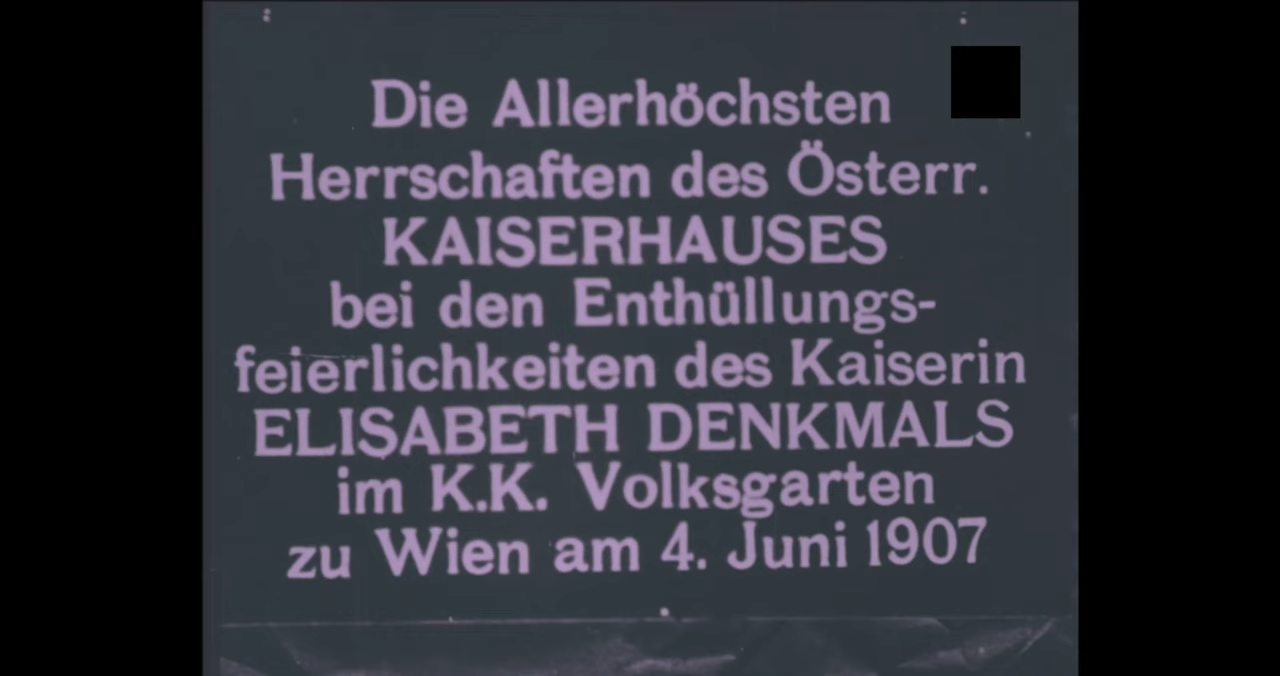 Die Allerhöchsten
Herrschaften des Österr.
KAISERHAUSES
bei den Enthüllungs-
feierlichkeiten des Kaiserin
ELISABETH DENKMALS
im K.K. Volksgarten
zu Wien am 4. Juni 1907